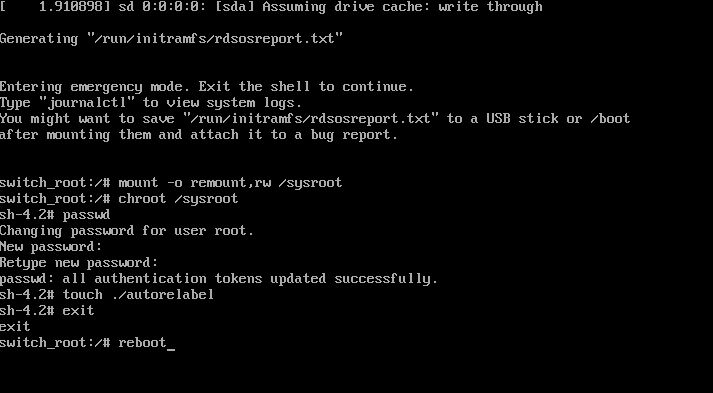 [    1.910898] sd 0:0:0:0: [sda] Assuming drive cache: write through
Generating "/run/initramfs/rdsosreport.txt"
Entering emergency mode. Exit the shell to continue.
Type "journalctl" to view system logs.
You might want to save "/run/initramfs/rdsosreport.txt" to a USB stick or /boot
after mounting them and attach it to a bug report.
switch_root:/# mount -o remount,rw /sysroot
switch_root:/# chroot /sysroot
sh-4.2# passwd
Changing password for user root.
New password:
Retype new password:
passwd: all authentication tokens updated successfully.
sh-4.2# touch ./autorelabel
sh-4.2# exit
exit
switch_root:/# reboot_